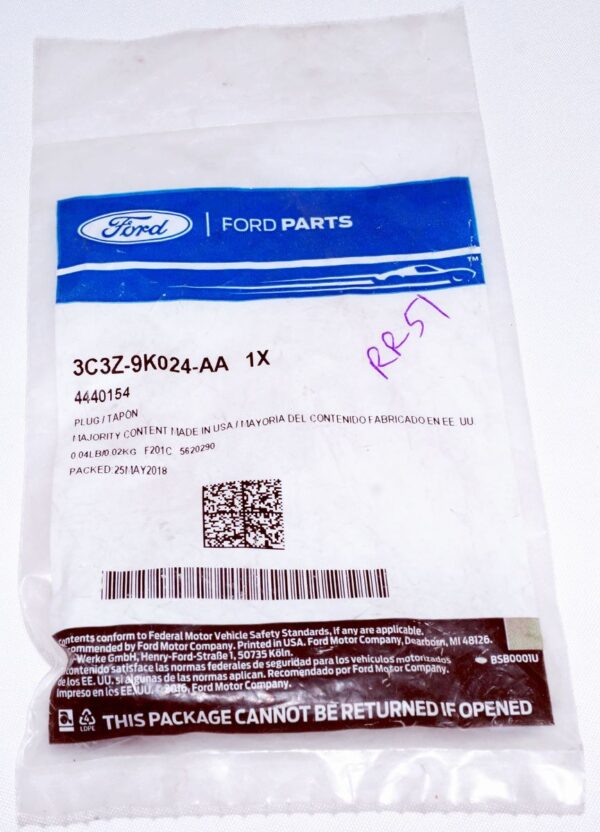 Ford | FORD PARTS
TM
RR51
3C3Z-9K024-AA 1X
4440154
PLUG / TAPÓN
MAJORITY CONTENT MADE IN USA / MAYORIA DEL CONTENIDO FABRICADO EN EE. UU
0.04LB/0.02KG F201C 5620290
PACKED:25MAY2018
contents conform to Federal Motor Vehicle Safety Standards, if any are applicable.
commended by Ford Motor Company. Printed in USA. Ford Motor Company, Dearborn, MI 48126.
-Werke GmbH, Henry-Ford-Straße 1, 50735 Köln.
contenido satisface las normas federales de seguridad para los vehículos motorizados
de los EE. UU. si algunas de las normas aplican. Recomendado por Ford Motor Company.
Impreso en los EE.UU. © 2016, Ford Motor Company.
BSB0001U
4
LDPE
THIS PACKAGE CANNOT BE RETURNED IF OPENED